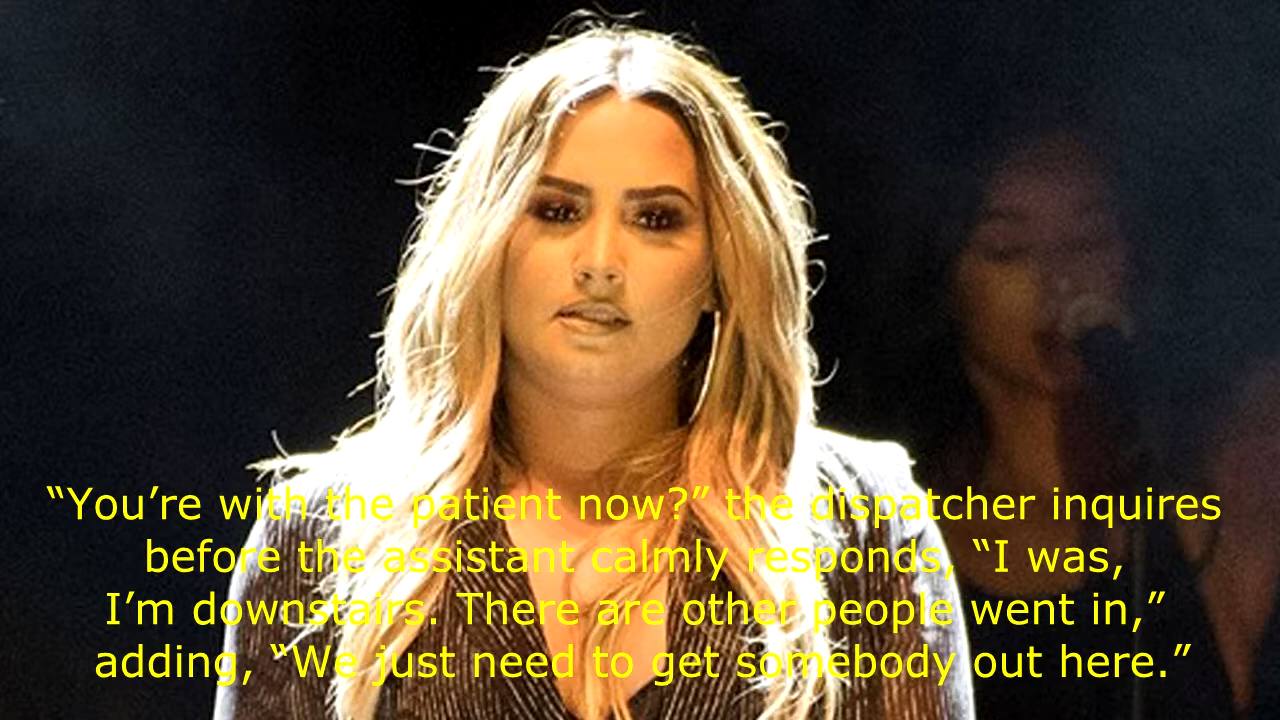 “You’re with the patient now?” the dispatcher inquires
before the assistant calmly responds, “I was,
I’m downstairs. There are other people went in,”
adding, “We just need to get somebody out here.”